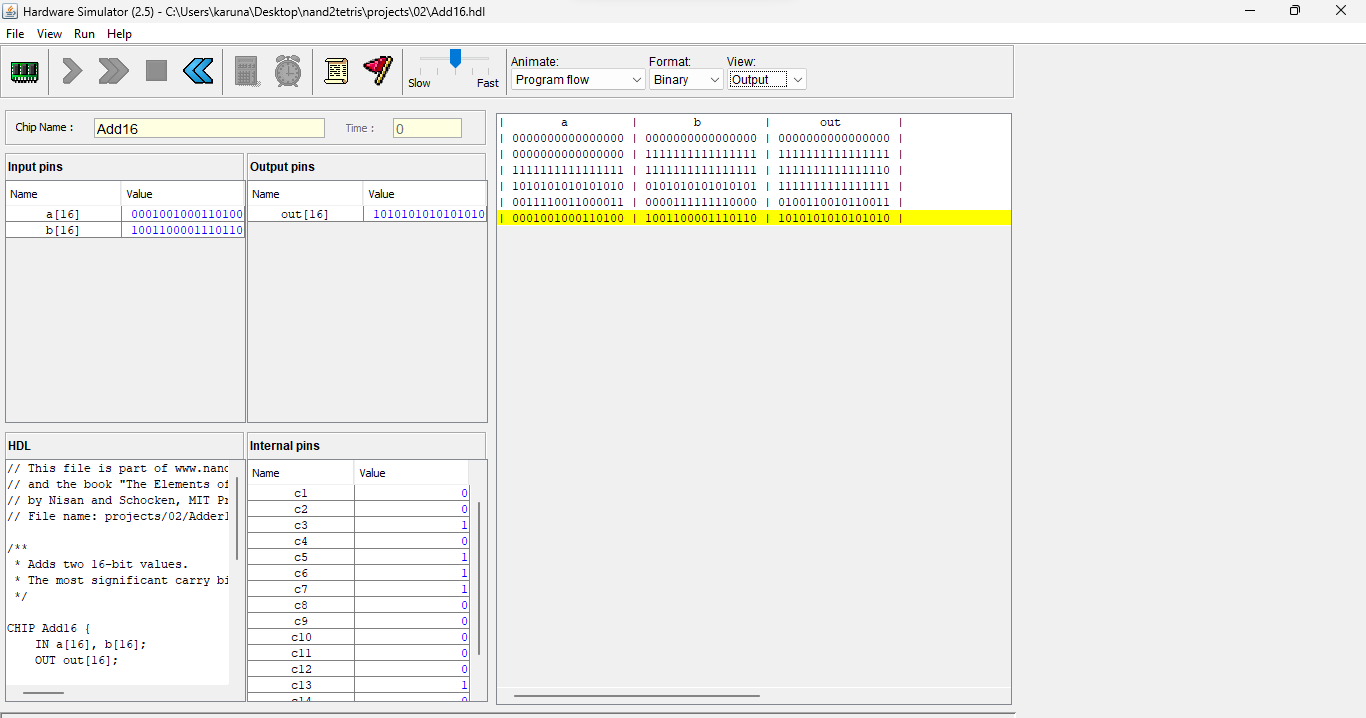 Hardware Simulator (2.5) - C:\Users\karuna\Desktop\nand2tetris\projects\02\Add16.hdl
File View Run Help
Slow Fast
Animate: Format: View:
Program flow Binary Output
Chip Name : Add16 Time : 0
Input pins
Name Value
a[16] 0001001000110100
b[16] 1001100001110110
Output pins
Name Value
out[16] 1010101010101010
HDL
// This file is part of www.nand
// and the book "The Elements of
// by Nisan and Schocken, MIT Pr
// File name: projects/02/Adder1
/**
* Adds two 16-bit values.
* The most significant carry bi
*/
CHIP Add16 {
IN a[16], b[16];
OUT out[16];
Internal pins
Name Value
c1 0
c2 0
c3 1
c4 0
c5 1
c6 1
c7 1
c8 0
c9 0
c10 0
c11 0
c12 0
c13 1
c14 0
| a | b | out |
| 0000000000000000 | 0000000000000000 | 0000000000000000 |
| 0000000000000000 | 1111111111111111 | 1111111111111111 |
| 1111111111111111 | 1111111111111111 | 1111111111111110 |
| 1010101010101010 | 0101010101010101 | 1111111111111111 |
| 0011110011000011 | 0000111111110000 | 0100110010110011 |
| 0001001000110100 | 1001100001110110 | 1010101010101010 |